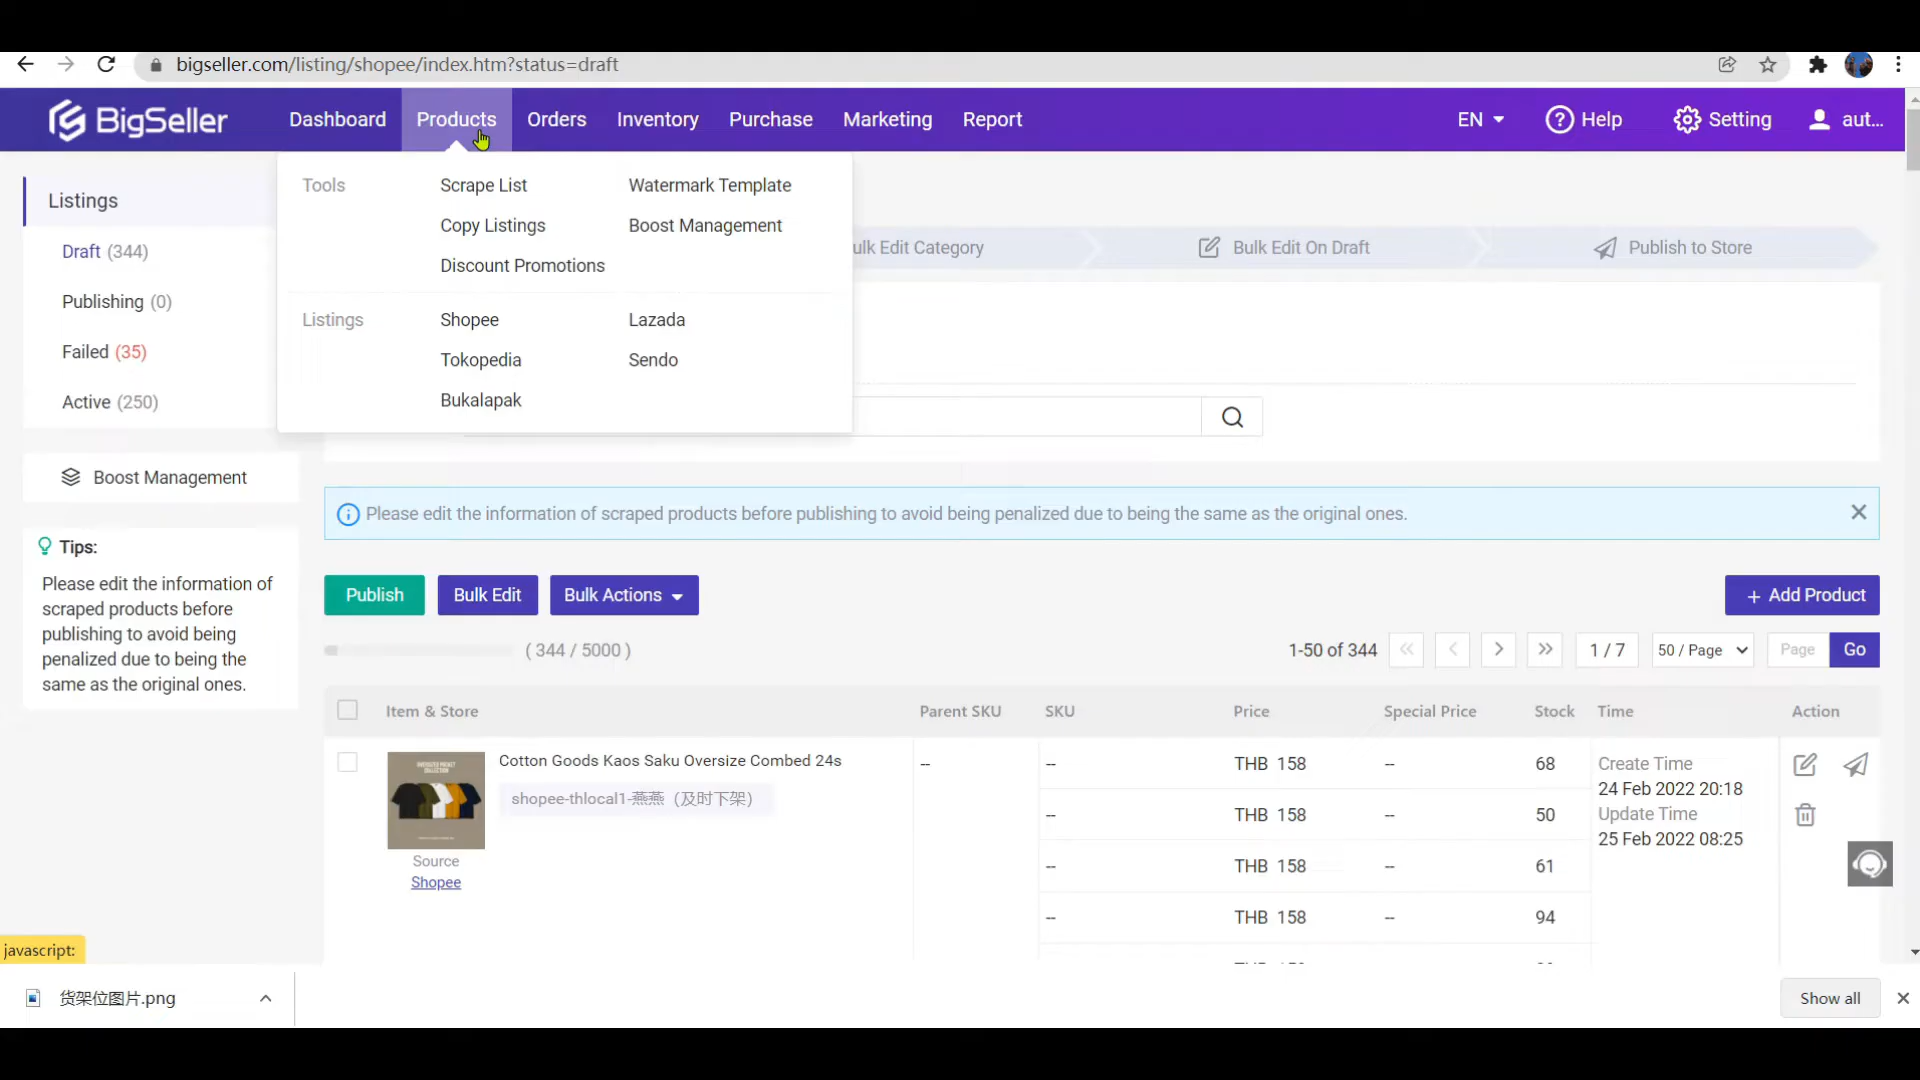 bigseller.com/listing/shopee/index.htm?status=draft
BigSeller
Dashboard
Products
Orders
Inventory
Purchase
Marketing
Report
EN
Help
Setting
aut...
Listings
Draft (344)
Publishing (0)
Failed (35)
Active (250)
Boost Management
Tips:
Please edit the information of
scraped products before
publishing to avoid being
penalized due to being the
same as the original ones.
Tools
Scrape List
Watermark Template
Copy Listings
Boost Management
Discount Promotions
Listings
Shopee
Lazada
Tokopedia
Sendo
Bukalapak
ulk Edit Category
Bulk Edit On Draft
Publish to Store
Please edit the information of scraped products before publishing to avoid being penalized due to being the same as the original ones.
Publish
Bulk Edit
Bulk Actions
+ Add Product
( 344 / 5000 )
1-50 of 344
1 / 7
50 / Page
Page
Go
Item & Store
Parent SKU
SKU
Price
Special Price
Stock
Time
Action
Cotton Goods Kaos Saku Oversize Combed 24s
shopee-thlocal1-燕燕（及时下架）
Source
Shopee
--
-- THB 158 -- 68
-- THB 158 -- 50
-- THB 158 -- 61
-- THB 158 -- 94
Create Time
24 Feb 2022 20:18
Update Time
25 Feb 2022 08:25
javascript:
货架位图片.png
Show all